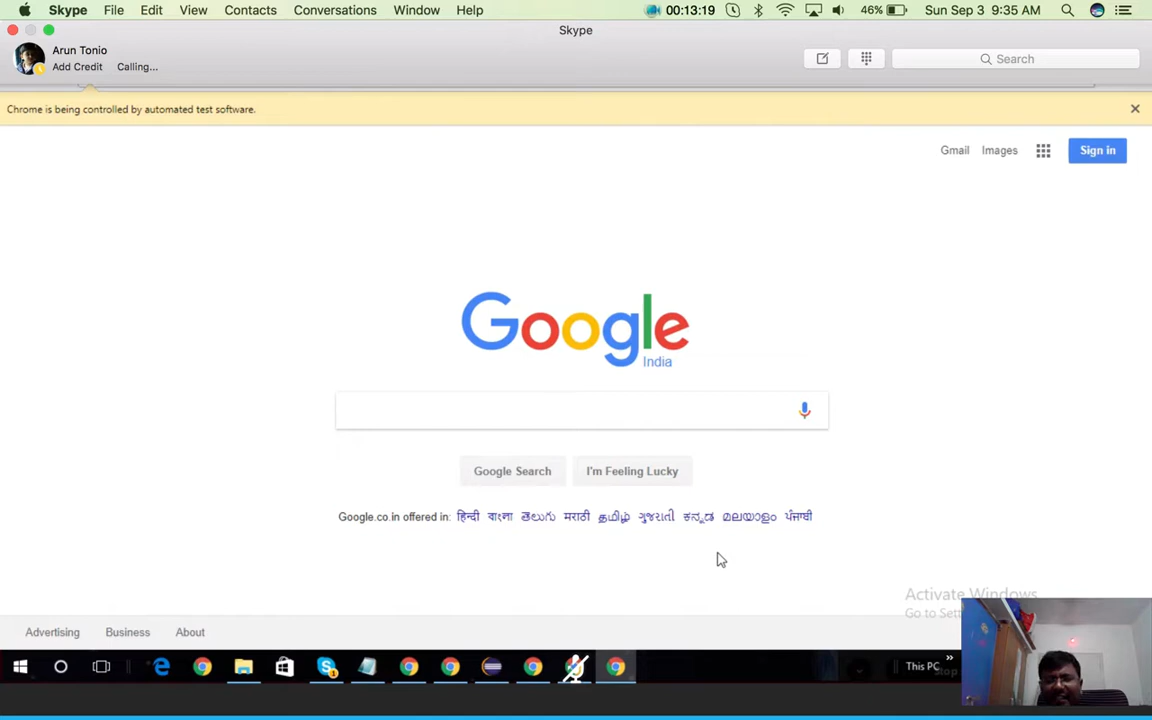 Skype File Edit View Contacts Conversations Window Help 00:13:19 46% Sun Sep 3 9:35 AM
Skype
Arun Tonio
Add Credit Calling...
Search
Chrome is being controlled by automated test software.
Gmail Images Sign in
Google
India
Google Search I'm Feeling Lucky
Google.co.in offered in: हिन्दी বাংলা తెలుగు मराठी தமிழ் ગુજરાતી ಕನ್ನಡ മലയാളം ਪੰਜਾਬੀ
Activate Windows
Go to
Advertising Business About
This PC